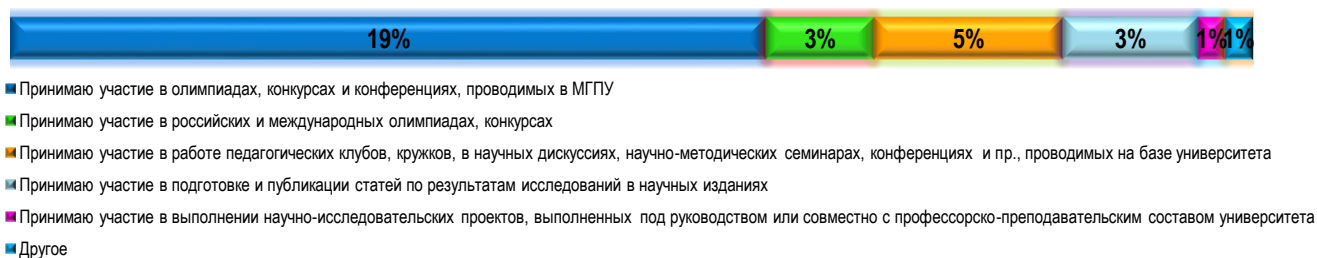 19% 3% 5% 3% 1% 1%
Принимаю участие в олимпиадах, конкурсах и конференциях, проводимых в МГПУ
Принимаю участие в российских и международных олимпиадах, конкурсах
Принимаю участие в работе педагогических клубов, кружков, в научных дискуссиях, научно-методических семинарах, конференциях и пр., проводимых на базе университета
Принимаю участие в подготовке и публикации статей по результатам исследований в научных изданиях
Принимаю участие в выполнении научно-исследовательских проектов, выполненных под руководством или совместно с профессорско-преподавательским составом университета
Другое